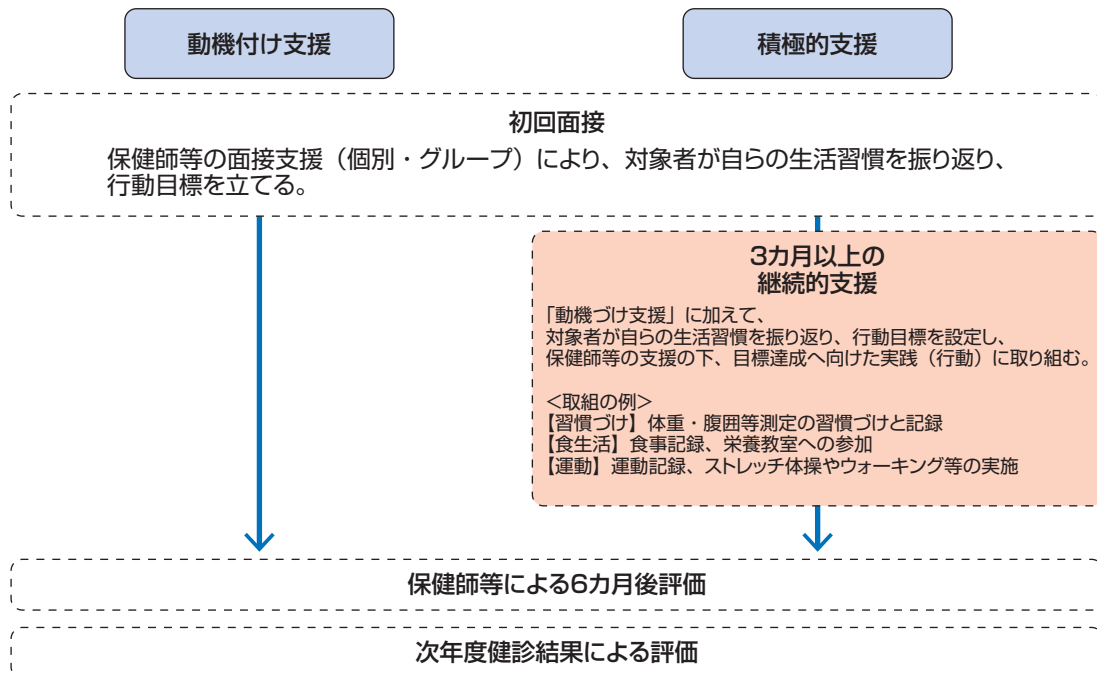 動機付け支援
積極的支援
初回面接
保健師等の面接支援（個別・グループ）により、対象者が自らの生活習慣を振り返り、
行動目標を立てる。
3カ月以上の
継続的支援
「動機づけ支援」に加えて、
対象者が自らの生活習慣を振り返り、行動目標を設定し、
保健師等の支援の下、目標達成へ向けた実践（行動）に取り組む。
＜取組の例＞
【習慣づけ】体重・腹囲等測定の習慣づけと記録
【食生活】食事記録、栄養教室への参加
【運動】運動記録、ストレッチ体操やウォーキング等の実施
保健師等による6カ月後評価
次年度健診結果による評価